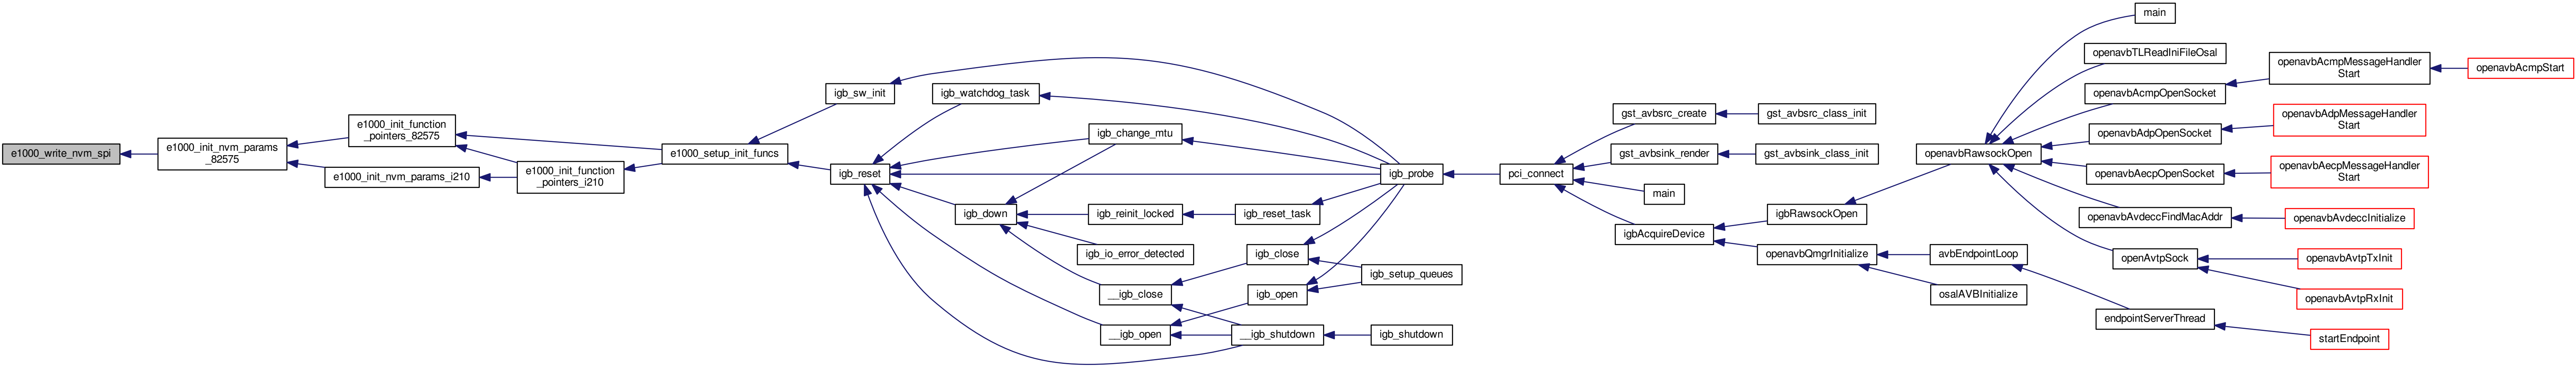 e1000_write_nvm_spi
e1000_init_nvm_params
_82575
e1000_init_function
_pointers_82575
e1000_init_nvm_params_i210
e1000_init_function
_pointers_i210
e1000_setup_init_funcs
igb_sw_init
igb_reset
igb_watchdog_task
igb_change_mtu
igb_down
igb_reinit_locked
igb_io_error_detected
__igb_close
__igb_open
igb_reset_task
igb_close
igb_open
__igb_shutdown
igb_probe
igb_setup_queues
igb_shutdown
pci_connect
gst_avbsrc_create
gst_avbsink_render
main
igbAcquireDevice
gst_avbsrc_class_init
gst_avbsink_class_init
igbRawsockOpen
openavbQmgrInitialize
openavbRawsockOpen
avbEndpointLoop
osalAVBInitialize
main
openavbTLReadIniFileOsal
openavbAcmpOpenSocket
openavbAdpOpenSocket
openavbAecpOpenSocket
openavbAvdeccFindMacAddr
openAvtpSock
endpointServerThread
openavbAcmpMessageHandler
Start
openavbAdpMessageHandler
Start
openavbAecpMessageHandler
Start
openavbAvdeccInitialize
openavbAvtpTxInit
openavbAvtpRxInit
startEndpoint
openavbAcmpStart